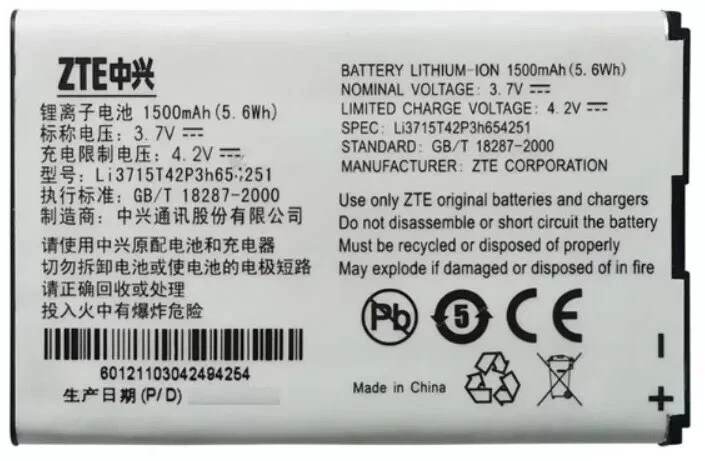 ZTE中兴
锂离子电池 1500mAh(5.6Wh)
标称电压: 3.7V
充电限制电压: 4.2V
型号: Li3715T42P3h654251
执行标准: GB/T 18287-2000
制造商: 中兴通讯股份有限公司
请使用中兴原配电池和充电器
切勿拆卸电池或使电池的电极短路
请正确回收或处理
投入火中有爆炸危险
60121103042494254
生产日期(P/D)
BATTERY LITHIUM-ION 1500mAh(5.6Wh)
NOMINAL VOLTAGE: 3.7V
LIMITED CHARGE VOLTAGE: 4.2V
SPEC: Li3715T42P3h654251
STANDARD: GB/T 18287-2000
MANUFACTURER: ZTE CORPORATION
Use only ZTE original batteries and chargers
Do not disassemble or short circuit the battery
Must be recycled or disposed of properly
May explode if damaged or disposed of in fire
Pb 5 CE
Made in China
−
+